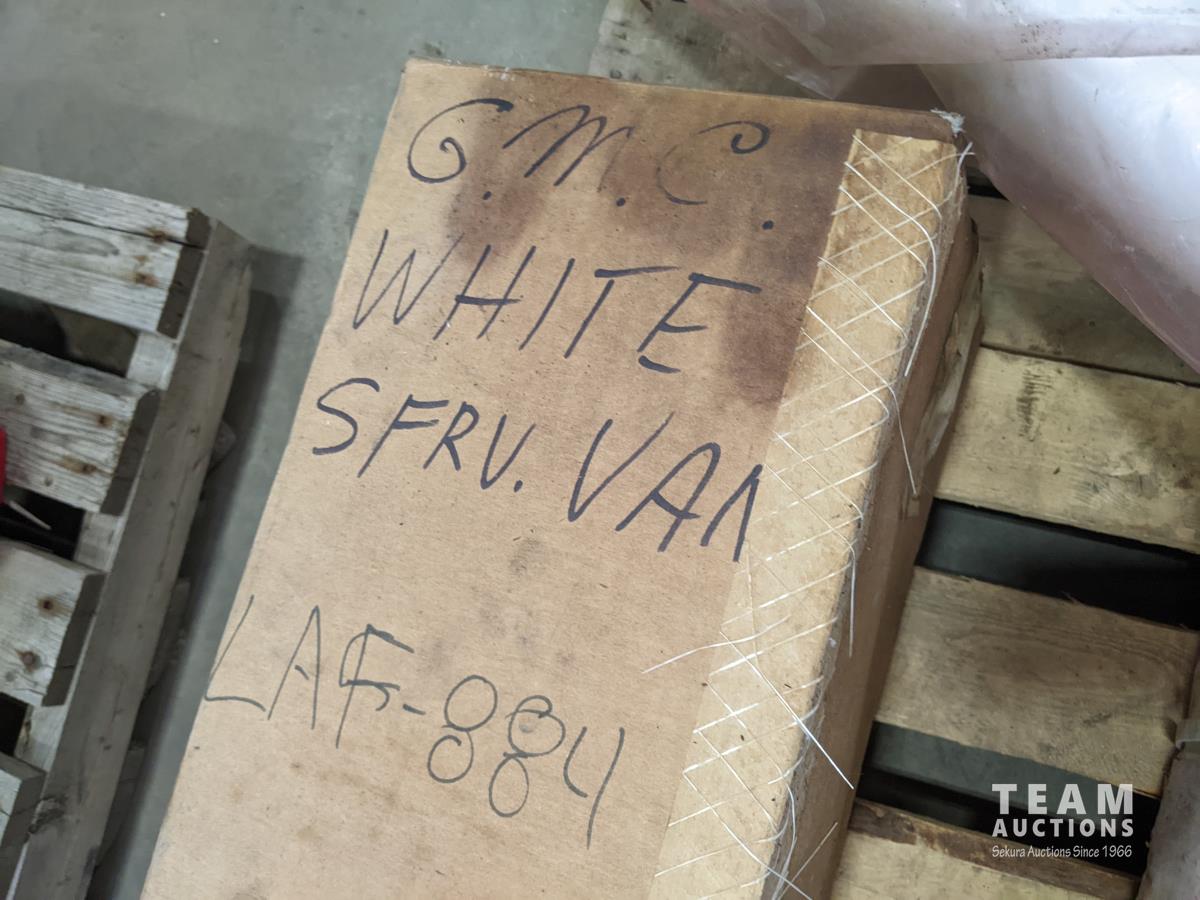 G.M.C.
WHITE
SERV. VAN
LAF-884
TEAM
AUCTIONS
Sekura Auctions Since 1966